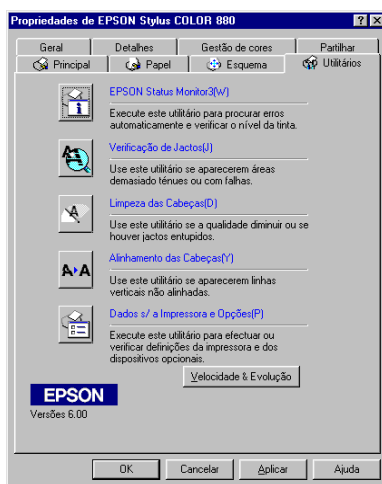 Propriedades de EPSON Stylus COLOR 880
Geral Detalhes Gestão de cores Partilhar
Principal Papel Esquema Utilitários
EPSON Status Monitor3(W)
Execute este utilitário para procurar erros
automaticamente e verificar o nível da tinta.
Verificação de Jactos(J)
Use este utilitário se aparecerem áreas
demasiado ténues ou com falhas.
Limpeza das Cabeças(D)
Use este utilitário se a qualidade diminuir ou se
houver jactos entupidos.
Alinhamento das Cabeças(Y)
A A
Use este utilitário se aparecerem linhas
verticais não alinhadas.
Dados s/ a Impressora e Opções(P)
Execute este utilitário para efectuar ou
verificar definições da impressora e dos
dispositivos opcionais.
Velocidade & Evolução
EPSON
Versões 6.00
OK Cancelar Aplicar Ajuda